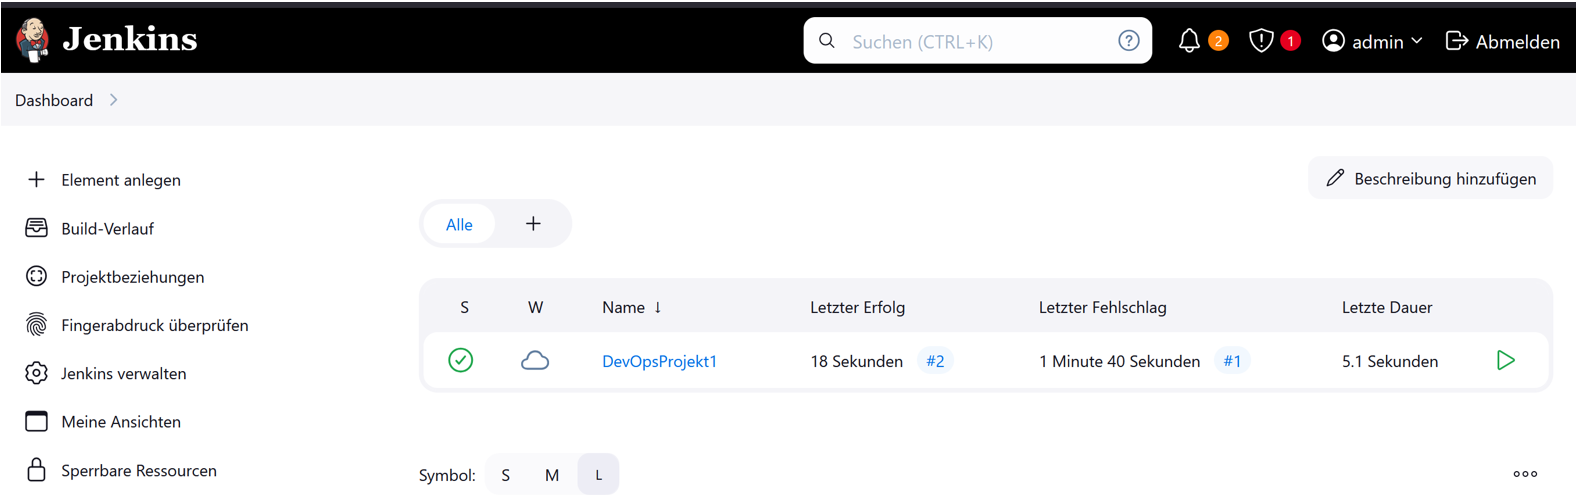 Jenkins Suchen (CTRL+K) 2 1 admin Abmelden
Dashboard
Element anlegen
Build-Verlauf
Projektbeziehungen
Fingerabdruck überprüfen
Jenkins verwalten
Meine Ansichten
Sperrbare Ressourcen
Beschreibung hinzufügen
Alle +
S W Name ↓ Letzter Erfolg Letzter Fehlschlag Letzte Dauer
DevOpsProjekt1 18 Sekunden #2 1 Minute 40 Sekunden #1 5.1 Sekunden
Symbol: S M L